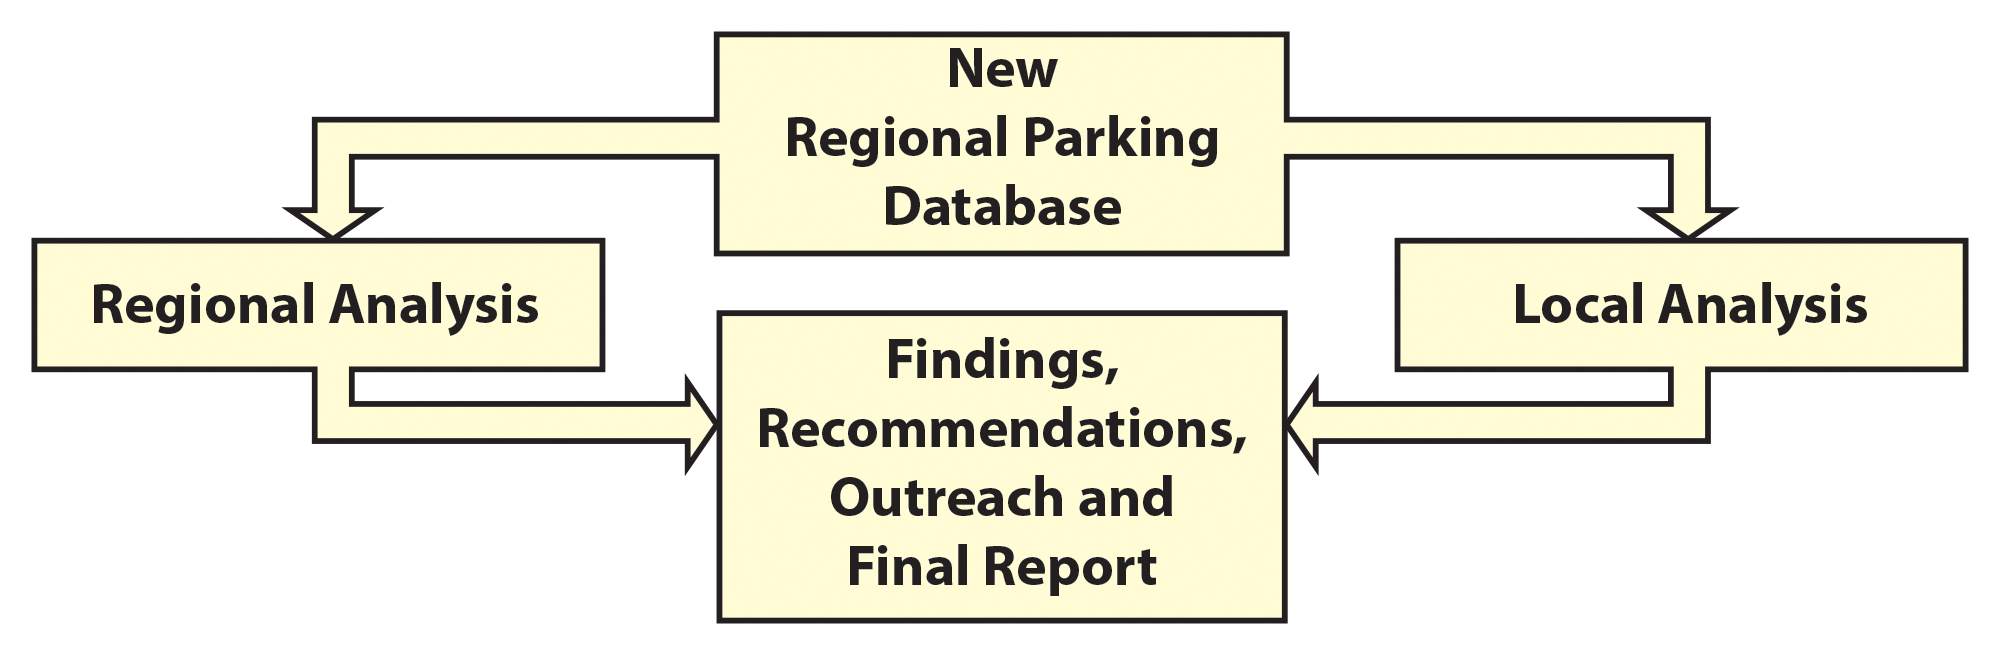 New
Regional Parking
Database
Regional Analysis
Local Analysis
Findings,
Recommendations,
Outreach and
Final Report